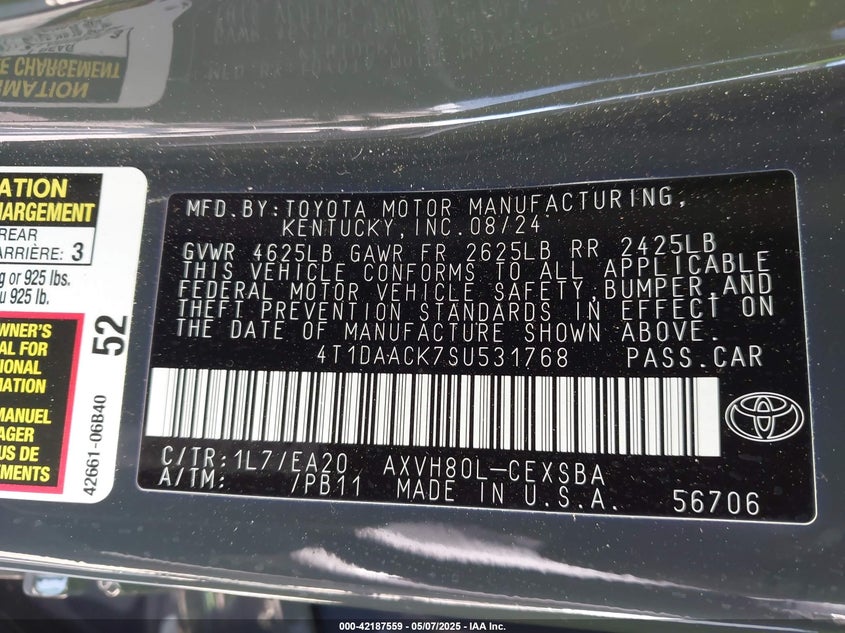 ATION
HARGEMENT
REAR
ARRIÈRE: 3
g or 925 lbs.
u 925 lb.
WNER'S
AL FOR
TIONAL
MATION
MANUEL
AGER
US DE
EMENTS
52
42661-06B40
MFD. BY: TOYOTA MOTOR MANUFACTURING,
KENTUCKY, INC. 08/24
GVWR 4625LB GAWR FR 2625LB RR 2425LB
THIS VEHICLE CONFORMS TO ALL APPLICABLE
FEDERAL MOTOR VEHICLE SAFETY, BUMPER, AND
THEFT PREVENTION STANDARDS IN EFFECT ON
THE DATE OF MANUFACTURE SHOWN ABOVE.
4T1DAACK7SU531768 PASS. CAR
C/TR: 1L7/EA20 AXVH80L-CEXSBA
A/TM: /PB11 MADE IN U.S.A. 56706
000-42187559 - 05/07/2025 - IAA Inc.